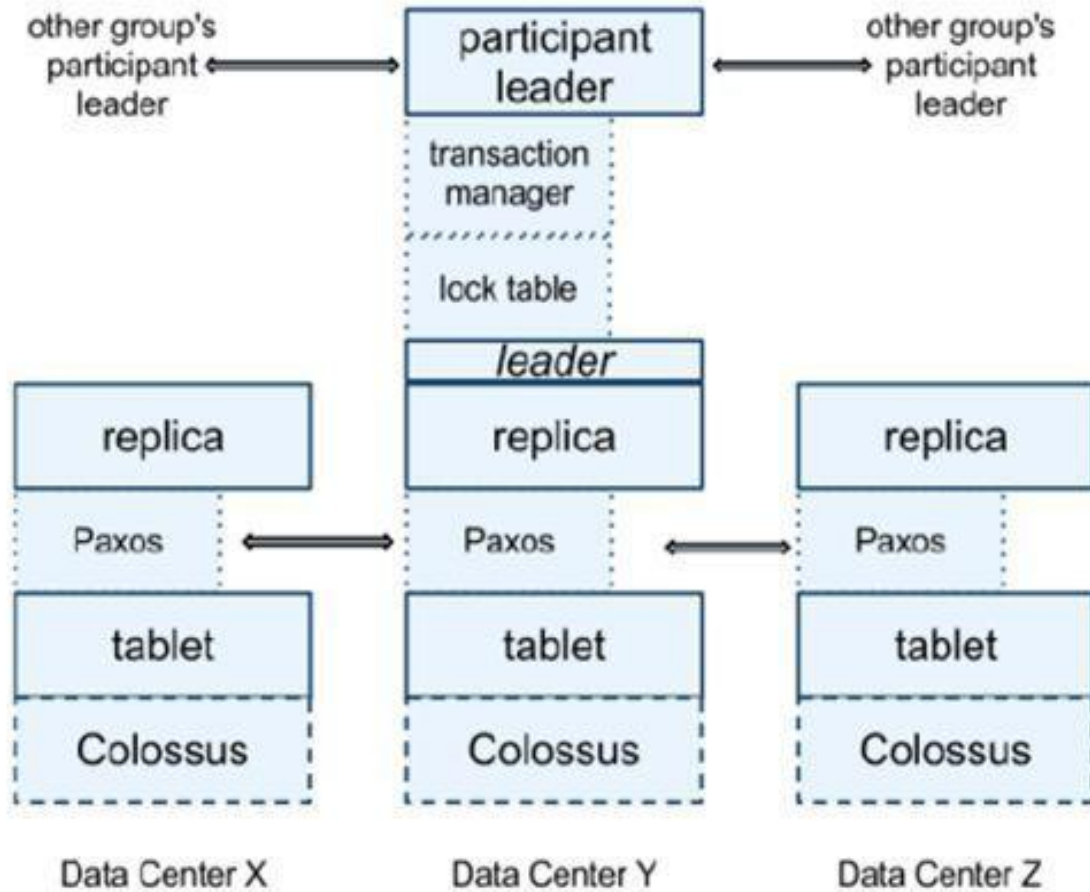 other group's
participant
leader
participant
leader
other group's
participant
leader
transaction
manager
lock table
leader
replica
replica
replica
Paxos
Paxos
Paxos
tablet
tablet
tablet
Colossus
Colossus
Colossus
Data Center X
Data Center Y
Data Center Z